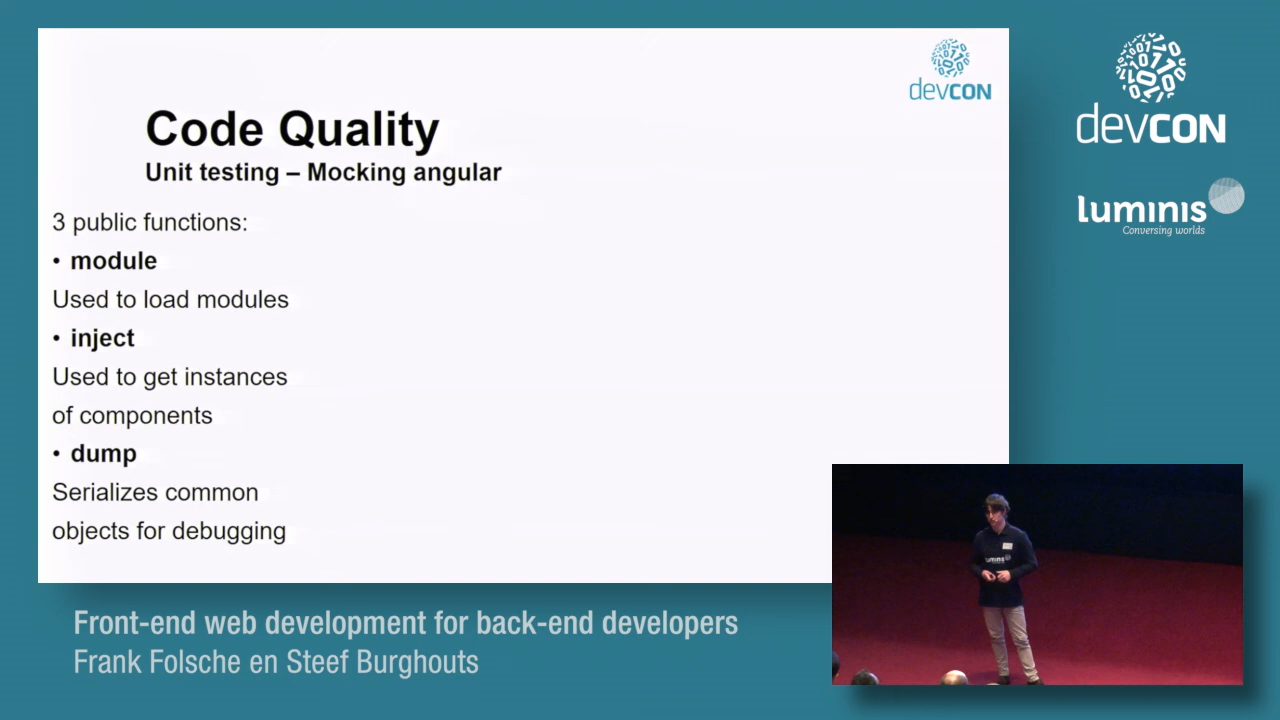 devcon
Code Quality
Unit testing – Mocking angular
3 public functions:
• module
Used to load modules
• inject
Used to get instances
of components
• dump
Serializes common
objects for debugging
devcon
luminis
Conversing worlds
luminis
Front-end web development for back-end developers
Frank Folsche en Steef Burghouts